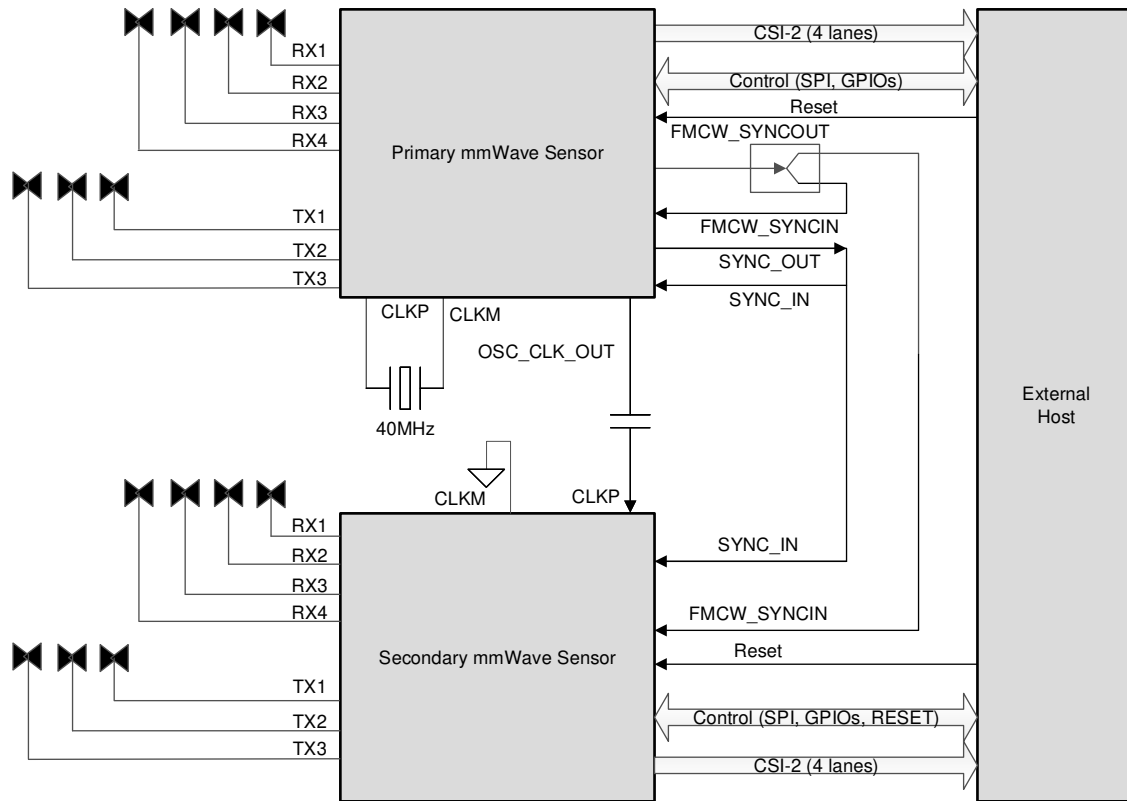 CSI-2 (4 lanes)
RX1
Control (SPI, GPIOs)
RX2
Reset
RX3
FMCW_SYNCOUT
RX4
Primary mmWave Sensor
TX1
FMCW_SYNCIN
TX2
SYNC_OUT
TX3
SYNC_IN
CLKP
CLKM
OSC_CLK_OUT
External
Host
40MHz
CLKM
CLKP
RX1
SYNC_IN
RX2
RX3
RX4
FMCW_SYNCIN
Secondary mmWave Sensor
Reset
TX1
TX2
Control (SPI, GPIOs, RESET)
TX3
CSI-2 (4 lanes)